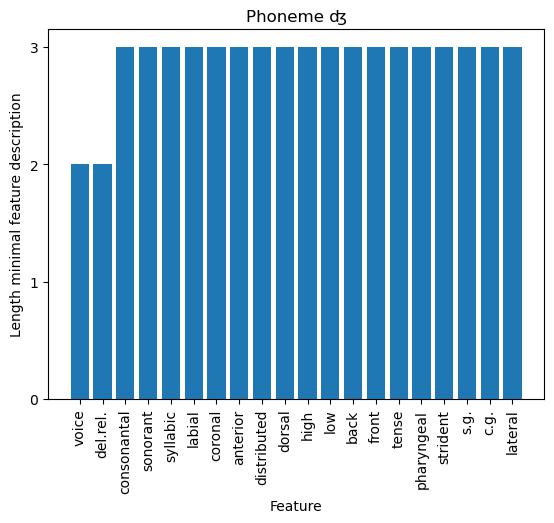 Phoneme ʤ
Length minimal feature description
3
2
1
0
voice
del.rel.
consonantal
sonorant
syllabic
labial
coronal
anterior
distributed
dorsal
high
low
back
front
tense
pharyngeal
strident
s.g.
c.g.
lateral
Feature